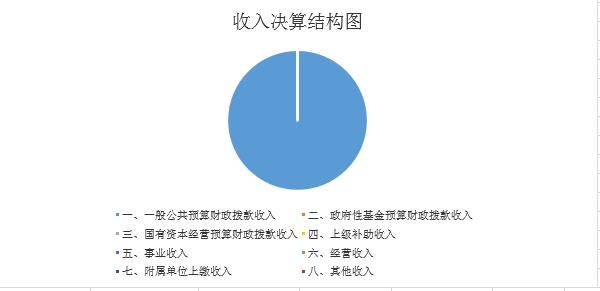 收入决算结构图
一、一般公共预算财政拨款收入 二、政府性基金预算财政拨款收入
三、国有资本经营预算财政拨款收入 四、上级补助收入
五、事业收入 六、经营收入
七、附属单位上缴收入 八、其他收入